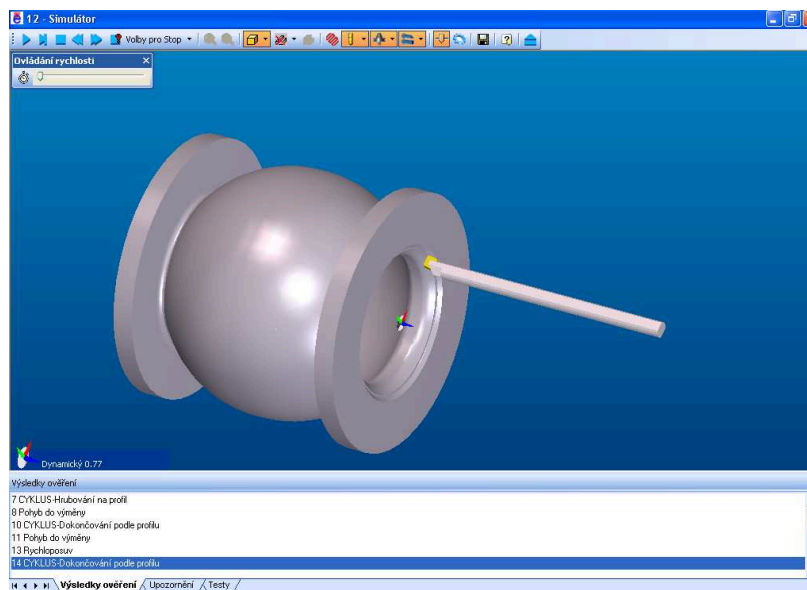 12 - Simulátor
Volby pro Stop
Ovládání rychlosti
Dynamický 0.77
Výsledky ověření
7 CYKLUS-Hrubování na profil
8 Pohyb do výměny
10 CYKLUS-Dokončování podle profilu
11 Pohyb do výměny
13 Rychloposuv
14 CYKLUS-Dokončování podle profilu
Výsledky ověření / Upozornění / Testy /